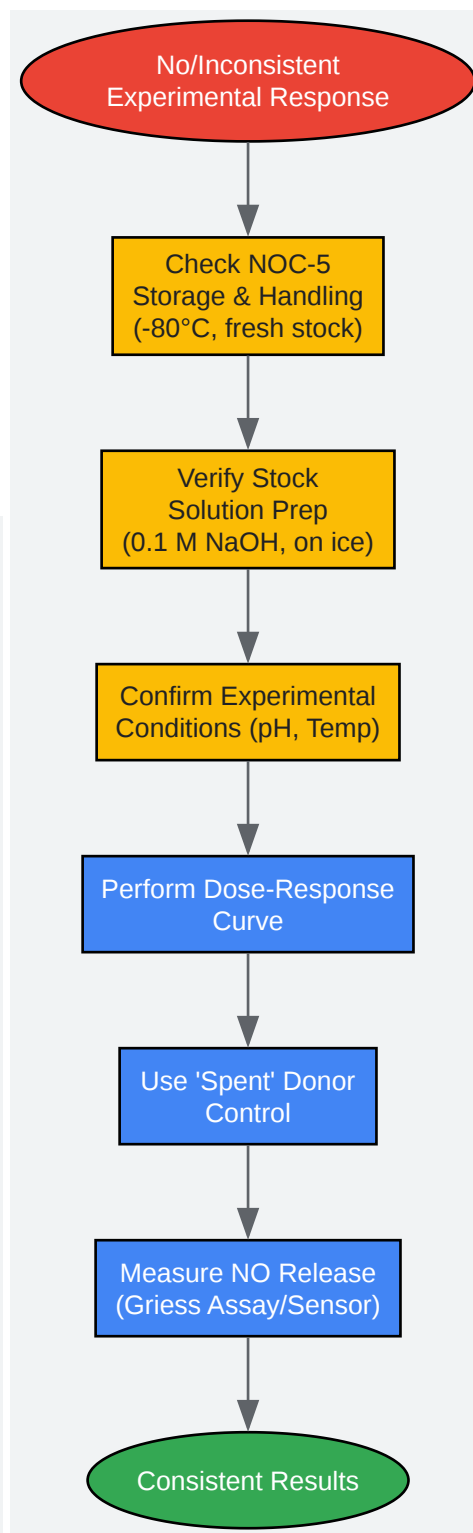 No/Inconsistent
Experimental Response
Check NOC-5
Storage & Handling
(-80°C, fresh stock)
Verify Stock
Solution Prep
(0.1 M NaOH, on ice)
Confirm Experimental
Conditions (pH, Temp)
Perform Dose-Response
Curve
Use 'Spent' Donor
Control
Measure NO Release
(Griess Assay/Sensor)
Consistent Results